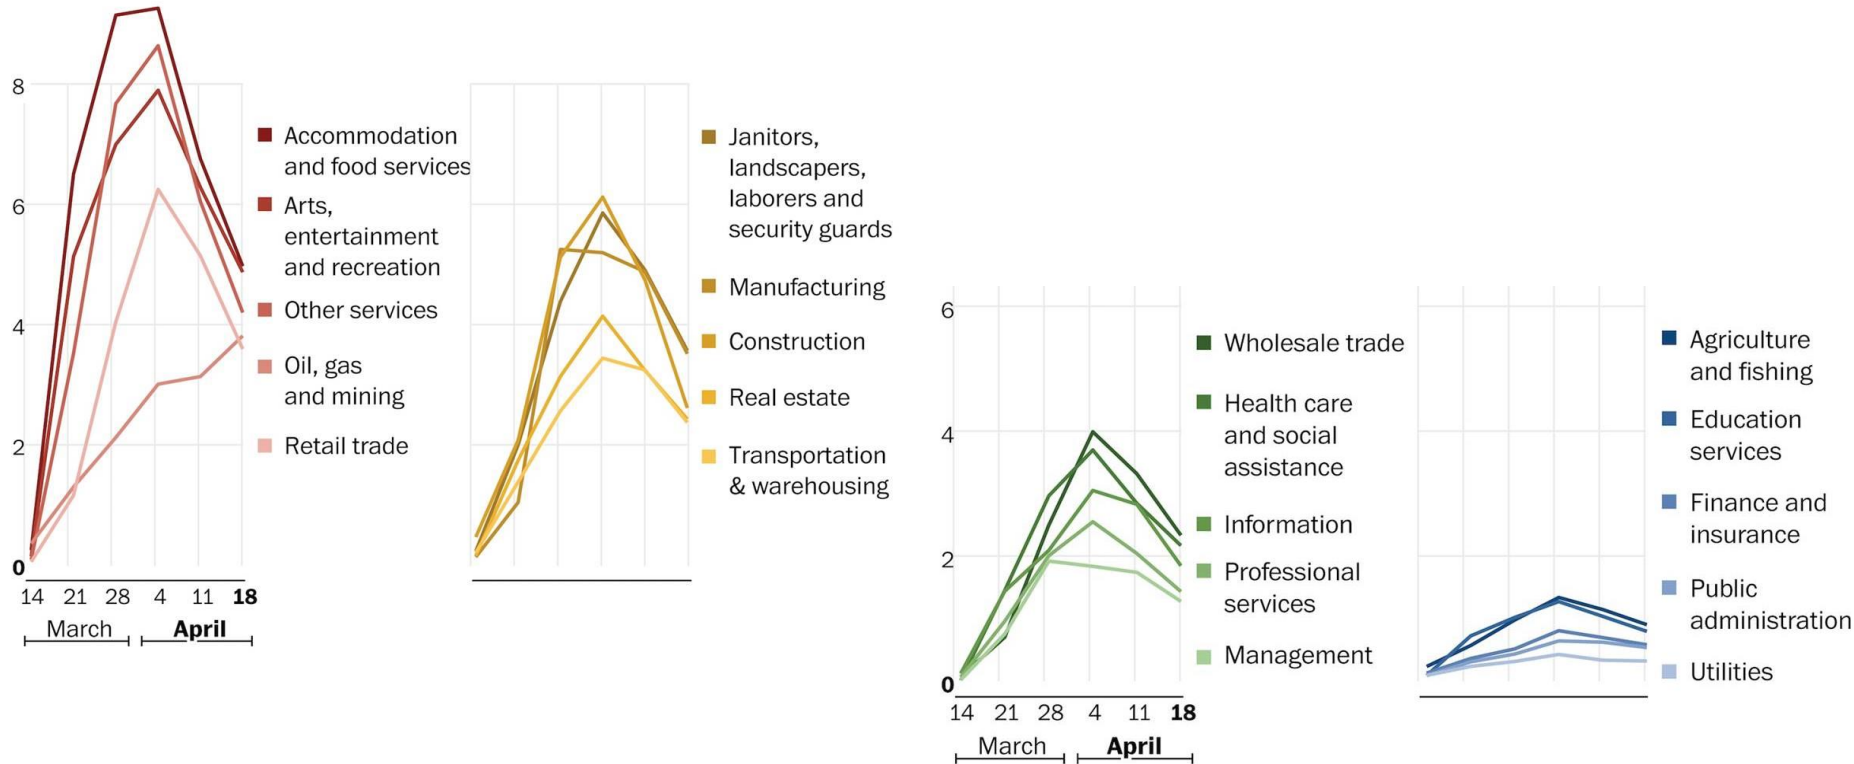 8
6
4
2
0
14 21 28 4 11 18
March April
Accommodation
and food services
Arts,
entertainment
and recreation
Other services
Oil, gas
and mining
Retail trade
Janitors,
landscapers,
laborers and
security guards
Manufacturing
Construction
Real estate
Transportation
& warehousing
6
4
2
0
14 21 28 4 11 18
March April
Wholesale trade
Health care
and social
assistance
Information
Professional
services
Management
Agriculture
and fishing
Education
services
Finance and
insurance
Public
administration
Utilities